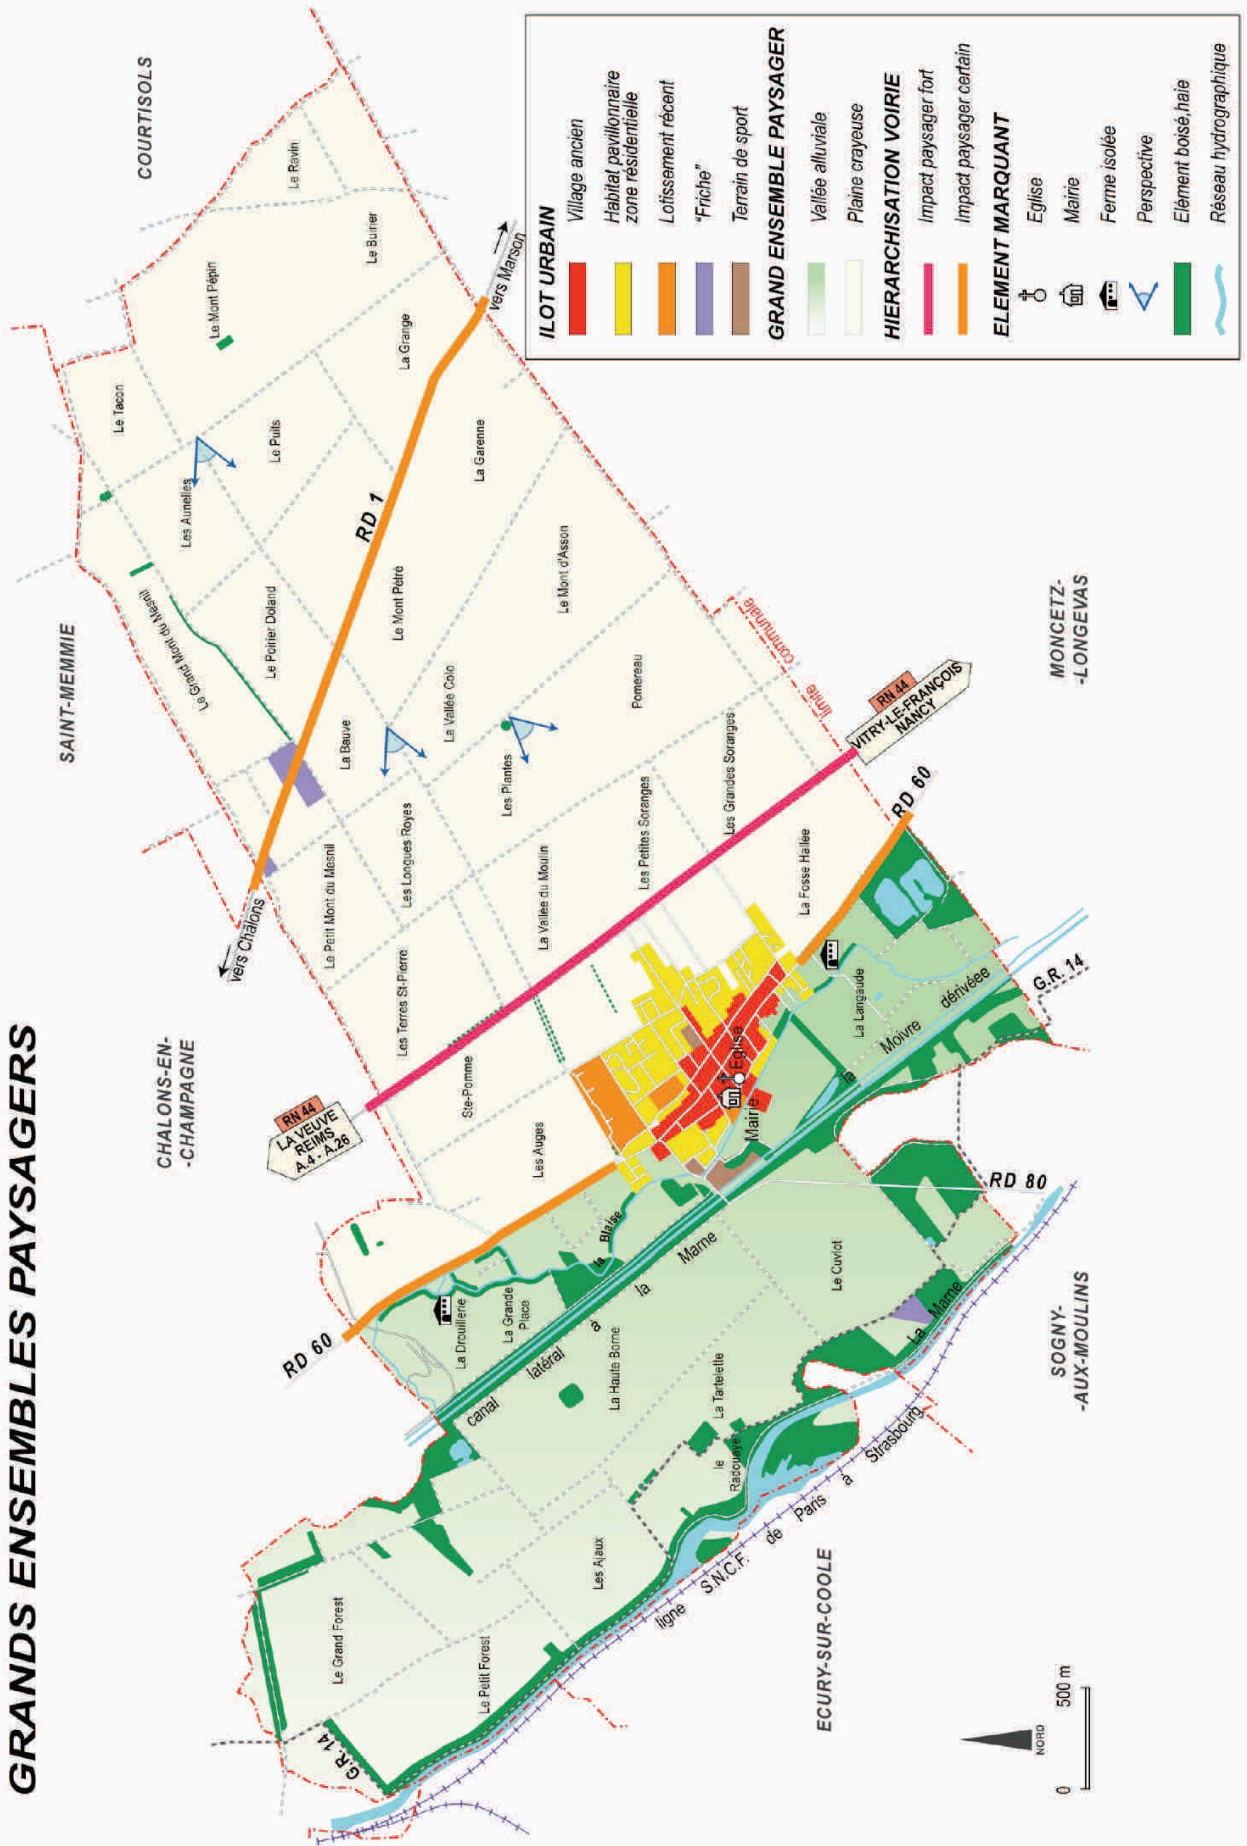 GRANDS ENSEMBLES PAYSAGERS
COURTISOLS
SAINT-MEMMIE
CHALONS-EN-
-CHAMPAGNE
MONCETZ-
-LONGEVAS
SOGNY-
-AUX-MOULINS
ECURY-SUR-COOLE
Le Ravin
Le Buirier
Le Mont Pépin
La Grange
Le Tacon
Le Puits
La Garenne
Les Aunelles
RD 1
vers Marson
Le Grand Mont du Mesnil
Le Poirier Doland
Le Mont Pétré
Le Mont d'Asson
La Bauve
La Vallée Colo
Pomereau
Les Plantes
limite communale
Les Grandes Soranges
Les Petites Soranges
RN 44
VITRY-LE-FRANÇOIS
NANCY
RD 60
vers Châlons
Le Petit Mont du Mesnil
Les Longues Royes
La Vallée du Moulin
La Fosse Hallée
Les Terres St-Pierre
Ste-Pomme
Les Auges
RN 44
LA VEUVE
REIMS
A.4 - A.26
Eglise
Mairie
La Langaude
la Moivre dérivéee
G.R. 14
RD 80
RD 60
la Blaise
La Drouillerie
La Grande
Place
canal latéral à la Marne
La Haute Borne
Le Cuvlot
La Tartelette
le
Radouaye
La Marne
Les Ajaux
ligne S.N.C.F. de Paris à Strasbourg
Le Grand Forest
Le Petit Forest
G.R. 14
NORD
0 500 m
ILOT URBAIN
Village ancien
Habitat pavillonnaire
zone résidentielle
Lotissement récent
"Friche"
Terrain de sport
GRAND ENSEMBLE PAYSAGER
Vallée alluviale
Plaine crayeuse
HIERARCHISATION VOIRIE
Impact paysager fort
Impact paysager certain
ELEMENT MARQUANT
Eglise
Mairie
Ferme isolée
Perspective
Elément boisé,haie
Réseau hydrographique